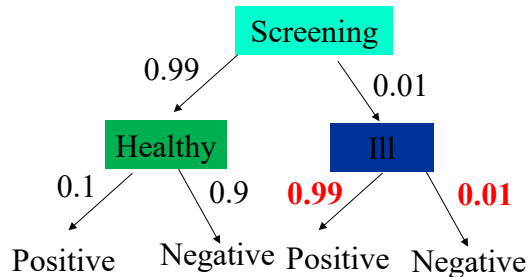 Screening
0.99
0.01
Healthy
Ill
0.1
0.9
0.99
0.01
Positive
Negative
Positive
Negative